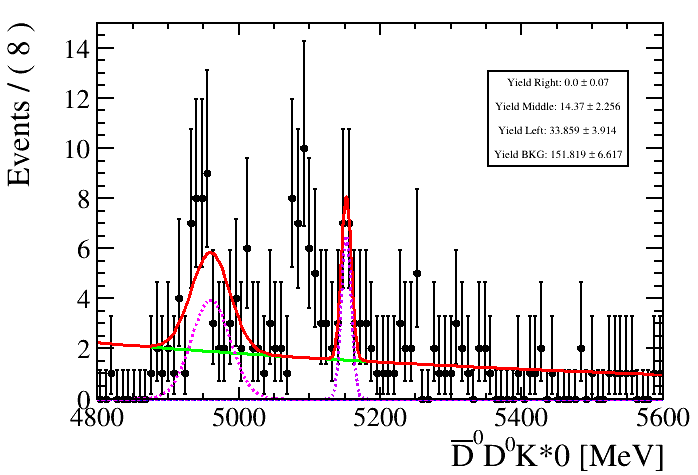 Events / ( 8 )
14
12
10
8
6
4
2
0
Yield Right: 0.0 ± 0.07
Yield Middle: 14.37 ± 2.256
Yield Left: 33.859 ± 3.914
Yield BKG: 151.819 ± 6.617
4800 5000 5200 5400 5600
D̅⁰D⁰K*0 [MeV]